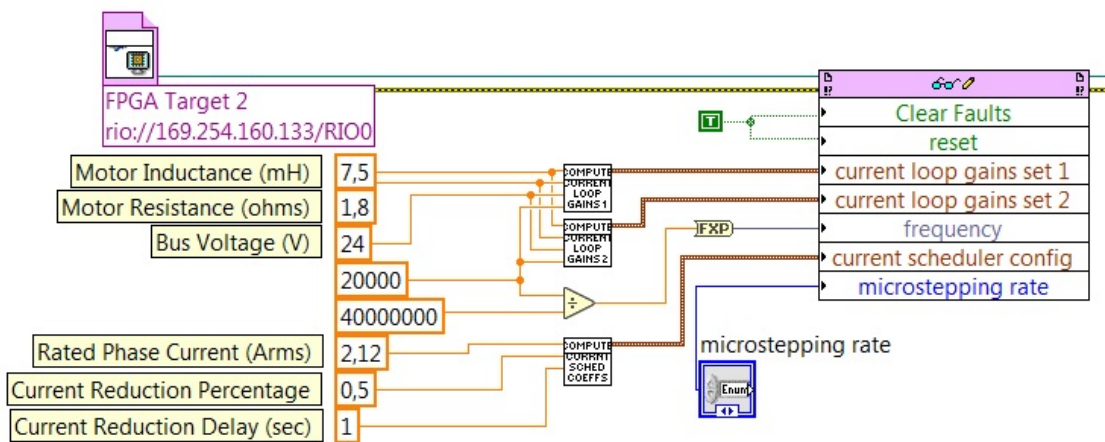 FPGA Target 2
rio://169.254.160.133/RIO0
T
Clear Faults
reset
current loop gains set 1
current loop gains set 2
frequency
current scheduler config
microstepping rate
Motor Inductance (mH) 7,5
Motor Resistance (ohms) 1,8
Bus Voltage (V) 24
20000
40000000
Rated Phase Current (Arms) 2,12
Current Reduction Percentage 0,5
Current Reduction Delay (sec) 1
COMPUTE
CURRENT
LOOP
GAINS 1
COMPUTE
CURRENT
LOOP
GAINS 2
FXP
÷
COMPUTE
CURRENT
SCHED
COEFFS
microstepping rate
Enum